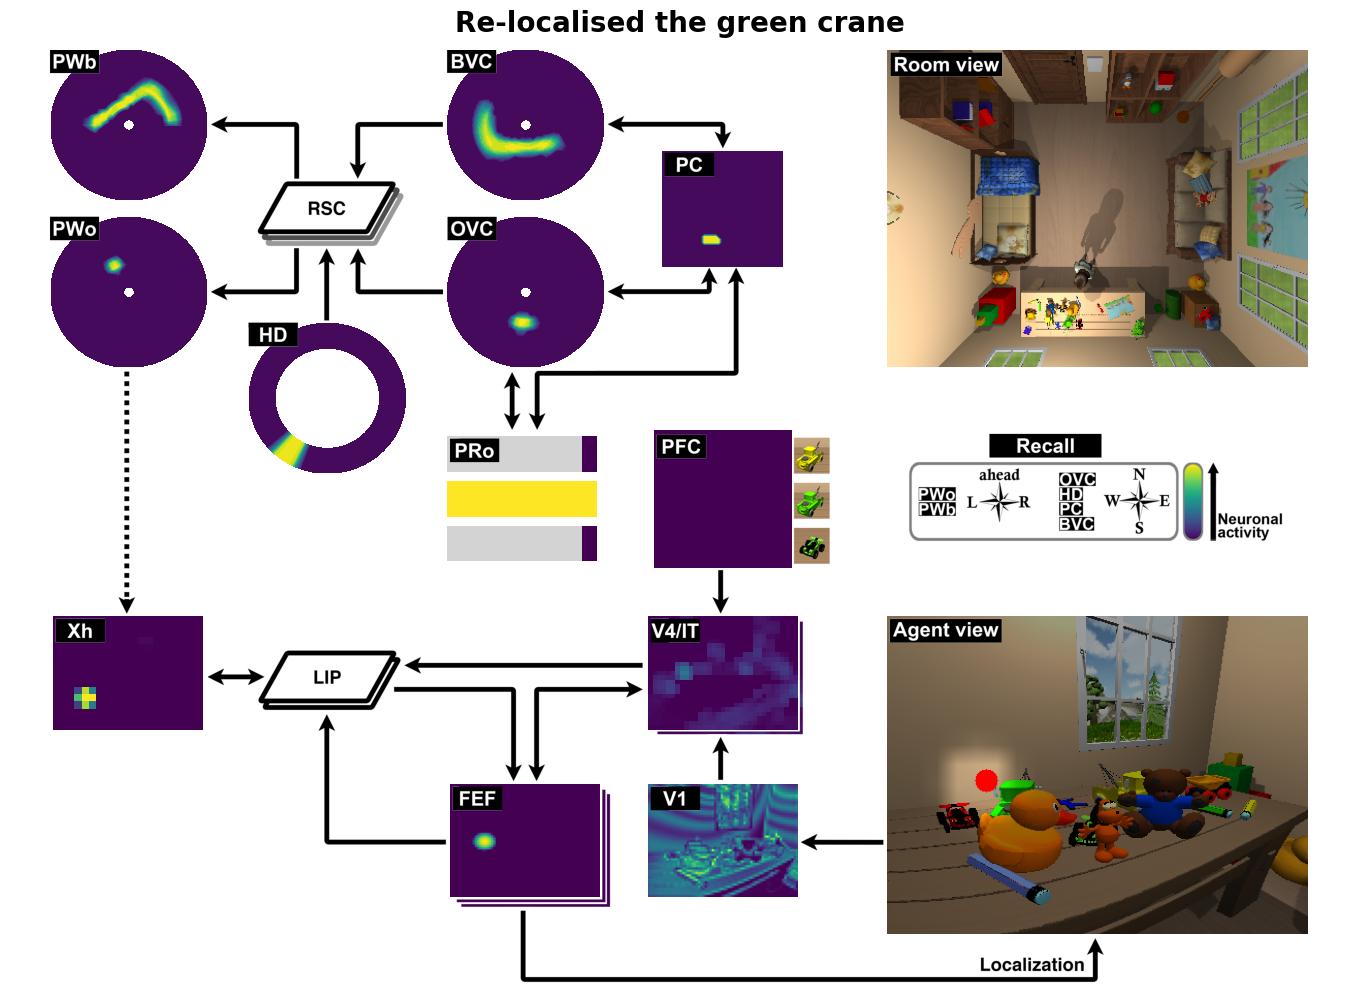 Re-localised the green crane
PWb
BVC
Room view
PC
RSC
PWo
OVC
HD
PRo
PFC
Recall
ahead
L
R
PWo
PWb
OVC
HD
PC
BVC
N
W
E
S
Neuronal
activity
Xh
LIP
V4/IT
Agent view
FEF
V1
Localization